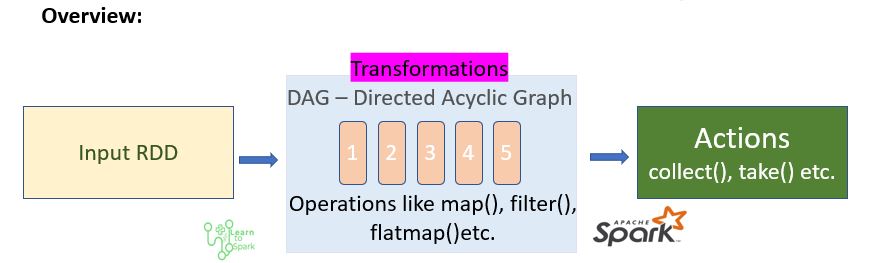 Overview:
Transformations
DAG – Directed Acyclic Graph
Input RDD
1 2 3 4 5
Operations like map(), filter(),
flatmap()etc.
Actions
collect(), take() etc.
Learn
to
Spark
APACHE
Spark